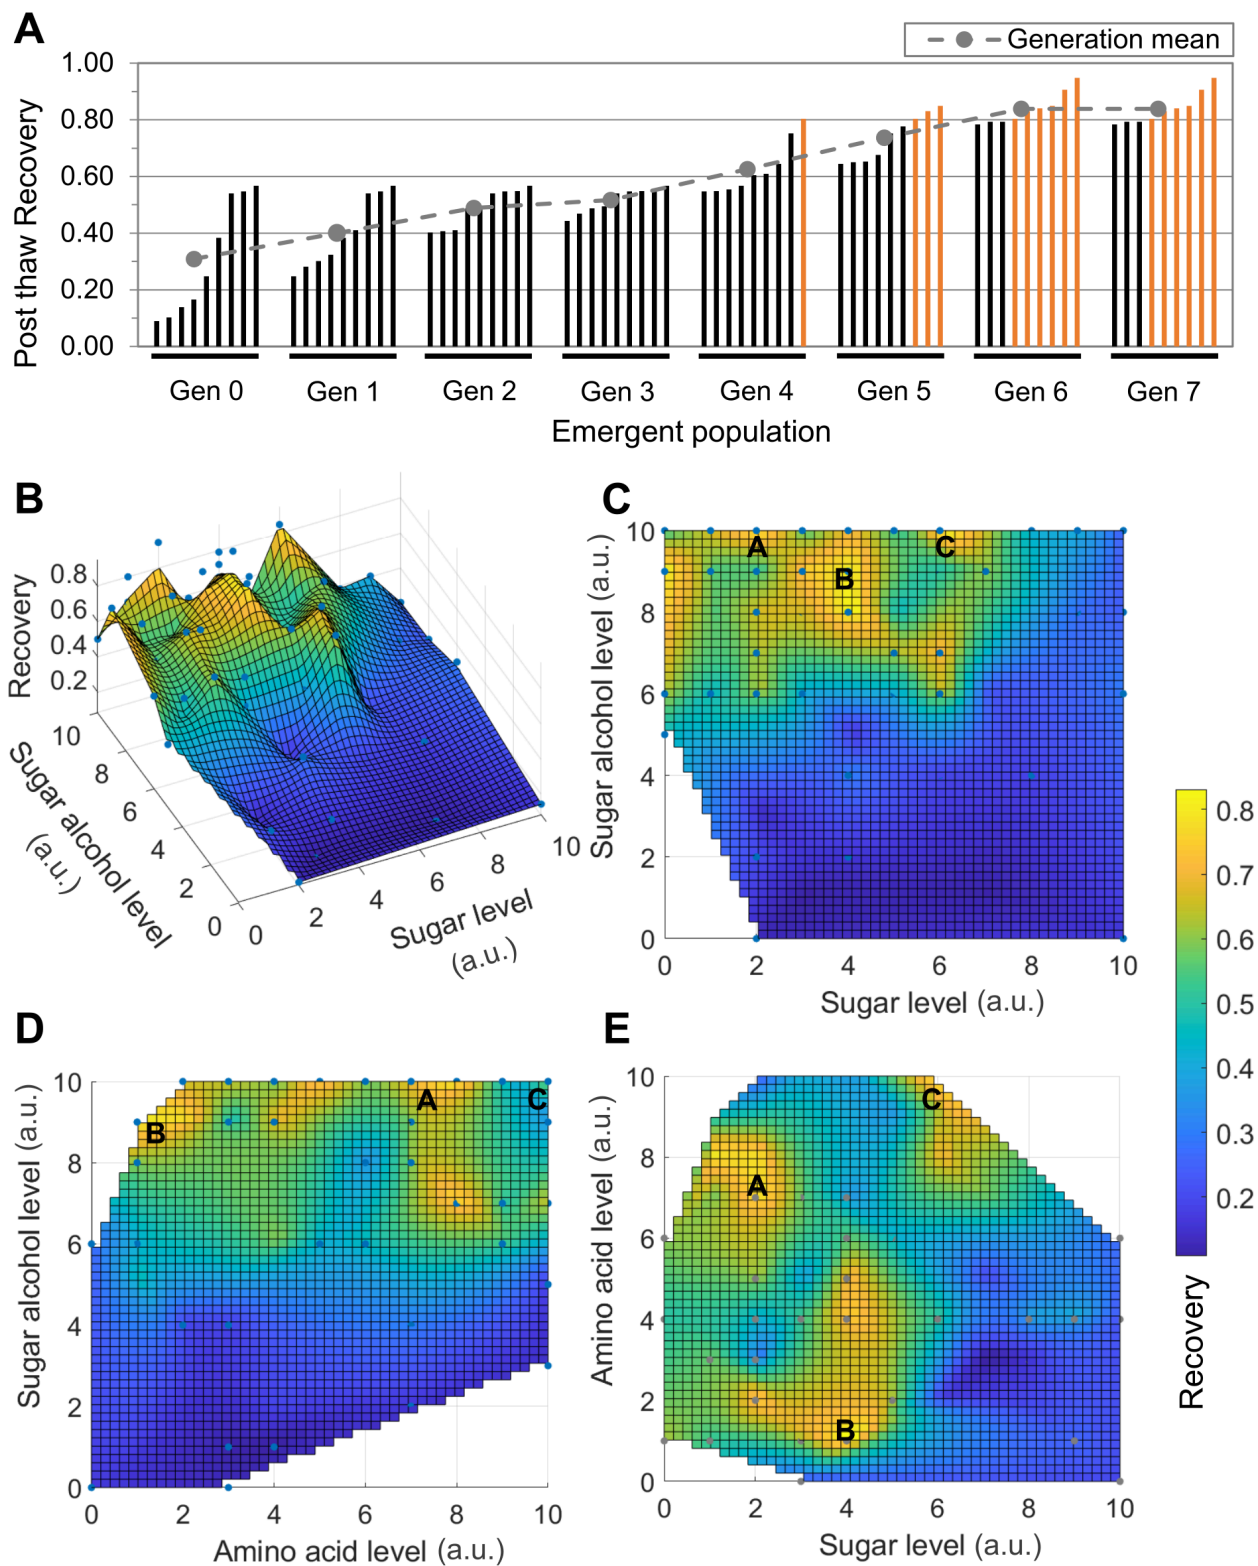 A
Generation mean
Post thaw Recovery
1.00
0.80
0.60
0.40
0.20
0.00
Gen 0 Gen 1 Gen 2 Gen 3 Gen 4 Gen 5 Gen 6 Gen 7
Emergent population
B
Recovery
0.8
0.6
0.4
0.2
10
8
6
4
2
0
Sugar alcohol level
(a.u.)
0
2
4
6
8
10
Sugar level
(a.u.)
C
Sugar alcohol level (a.u.)
10
8
6
4
2
0
A
B
C
0 2 4 6 8 10
Sugar level (a.u.)
D
Sugar alcohol level (a.u.)
10
8
6
4
2
0
B
A
C
0 2 4 6 8 10
Amino acid level (a.u.)
E
Amino acid level (a.u.)
10
8
6
4
2
0
C
A
B
0 2 4 6 8 10
Sugar level (a.u.)
0.8
0.7
0.6
0.5
0.4
0.3
0.2
Recovery